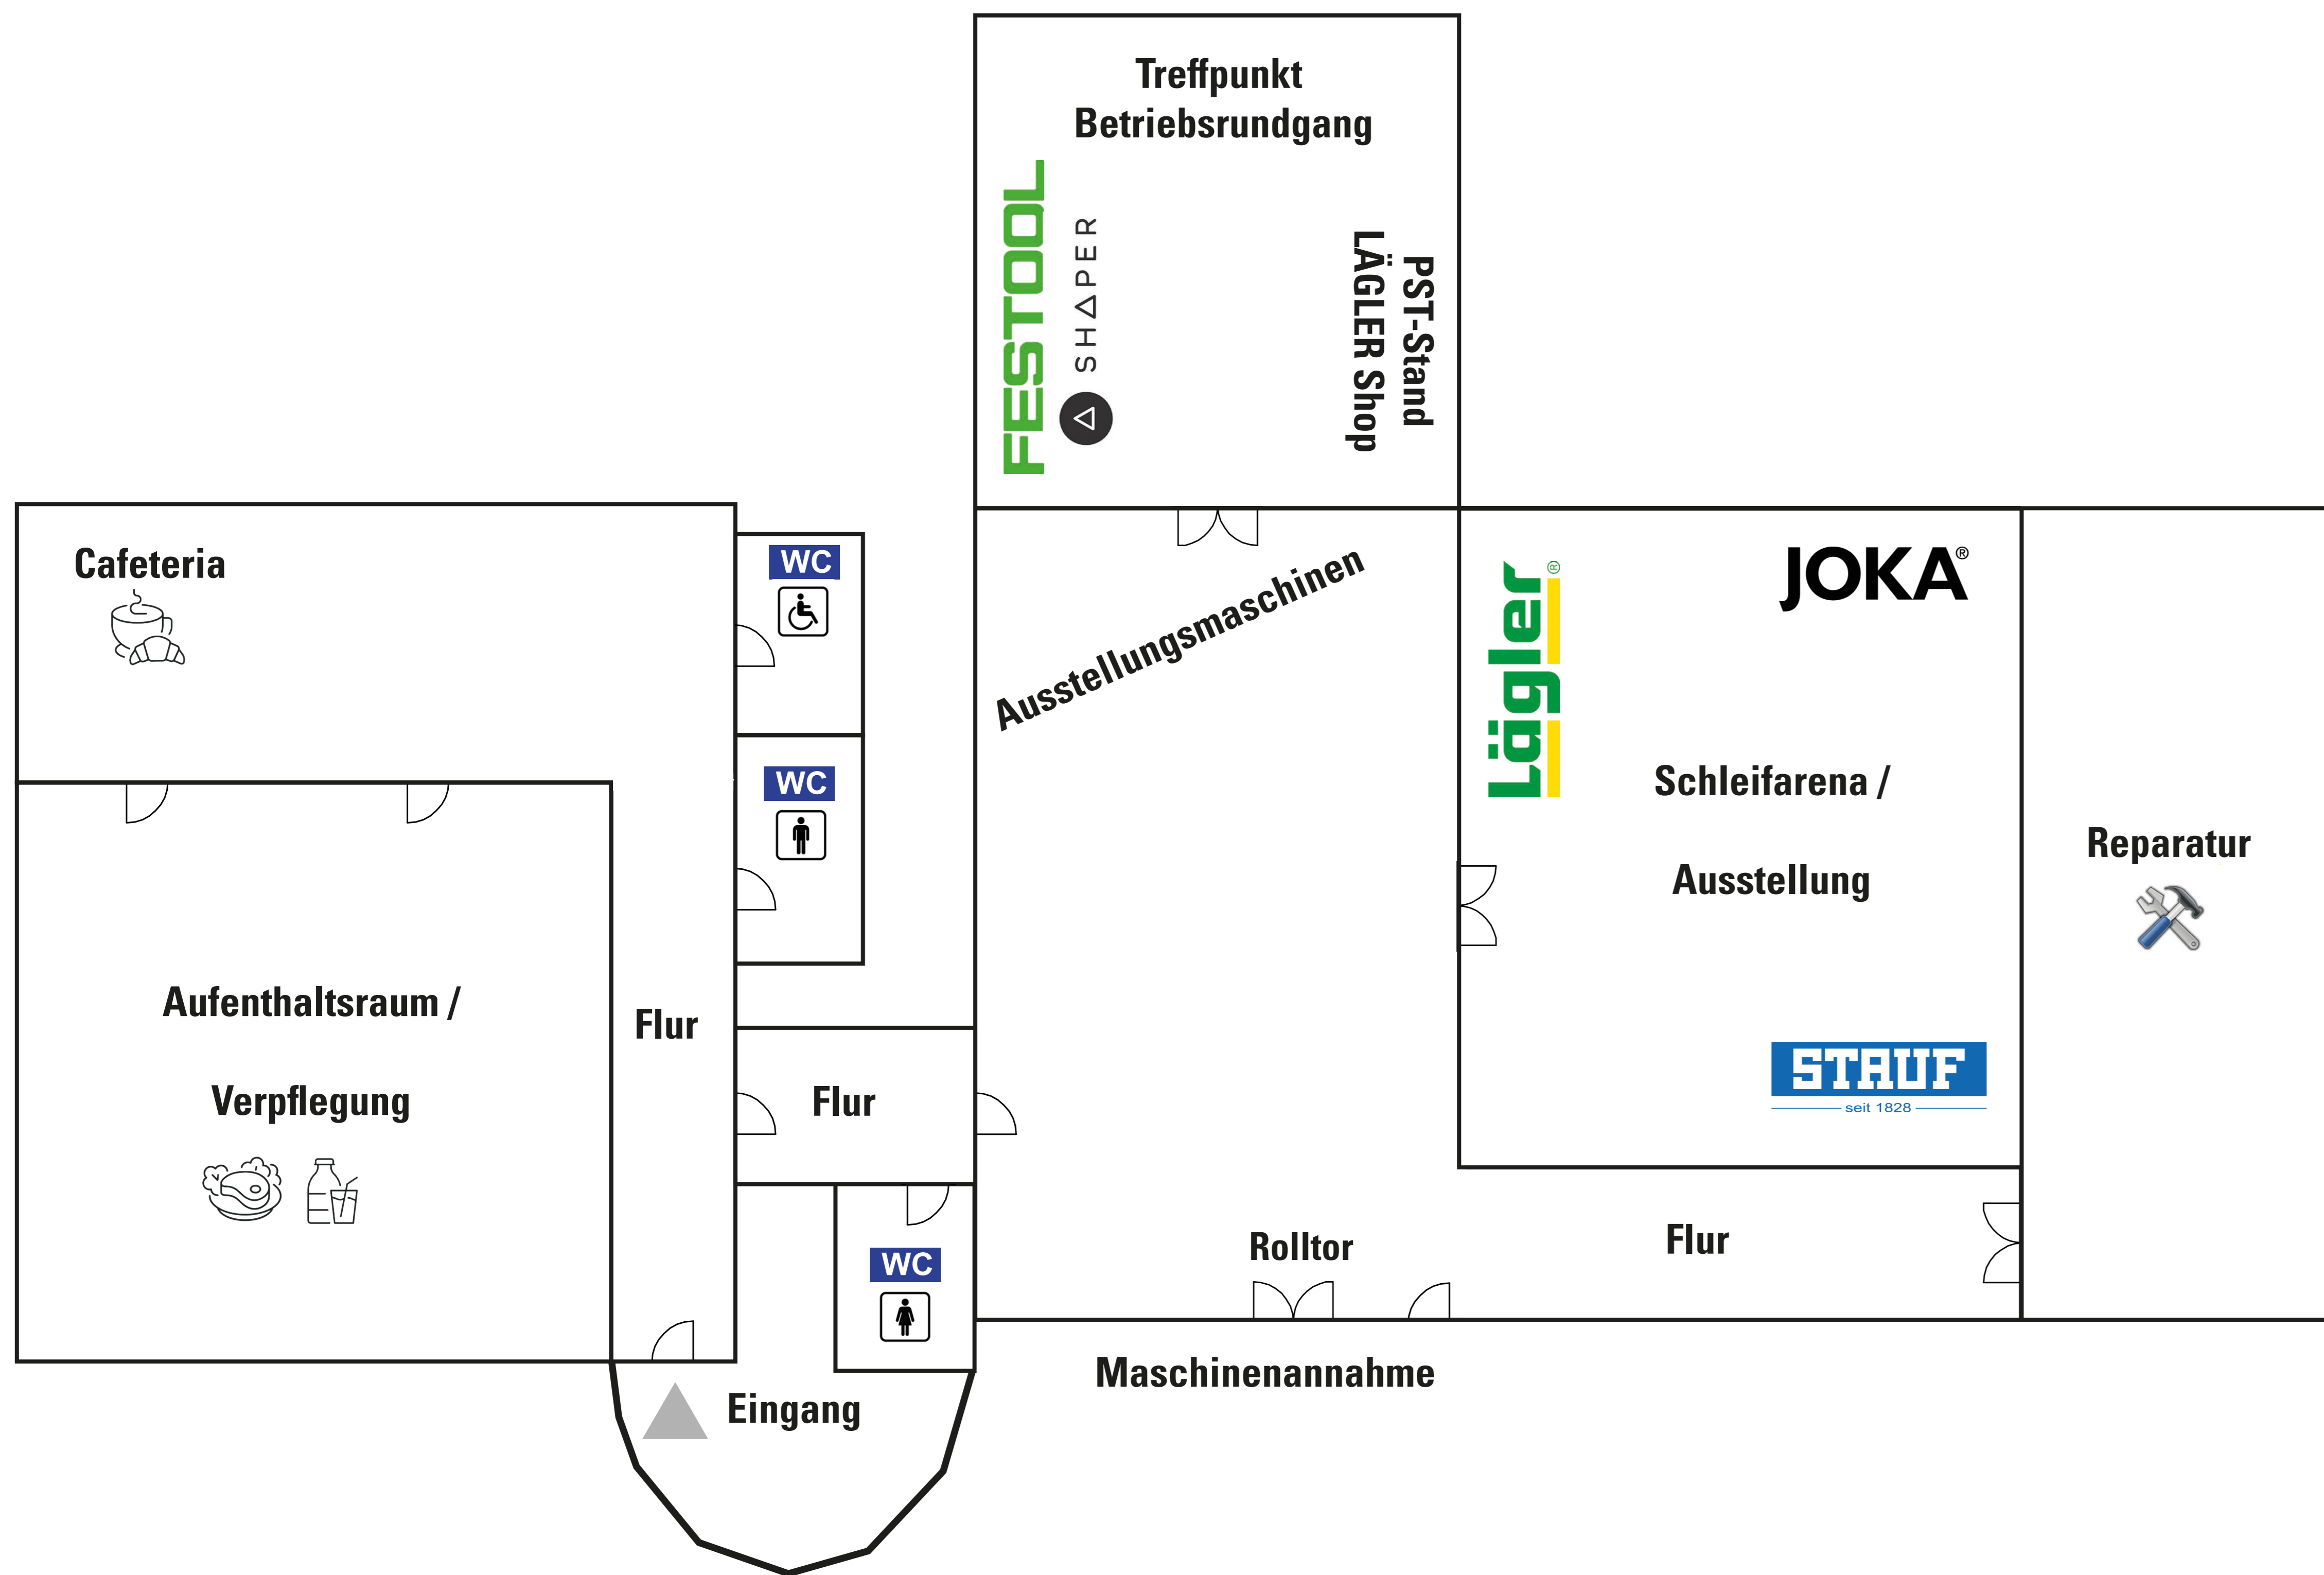 Treffpunkt
Betriebsrundgang
FESTOOL
SHAPER
PST-Stand
LÄGLER Shop
Cafeteria
WC
WC
Ausstellungsmaschinen
Lägler®
JOKA®
Schleifarena /
Ausstellung
Reparatur
Aufenthaltsraum /
Verpflegung
Flur
Flur
STAUF
seit 1828
WC
Rolltor
Flur
Maschinenannahme
Eingang